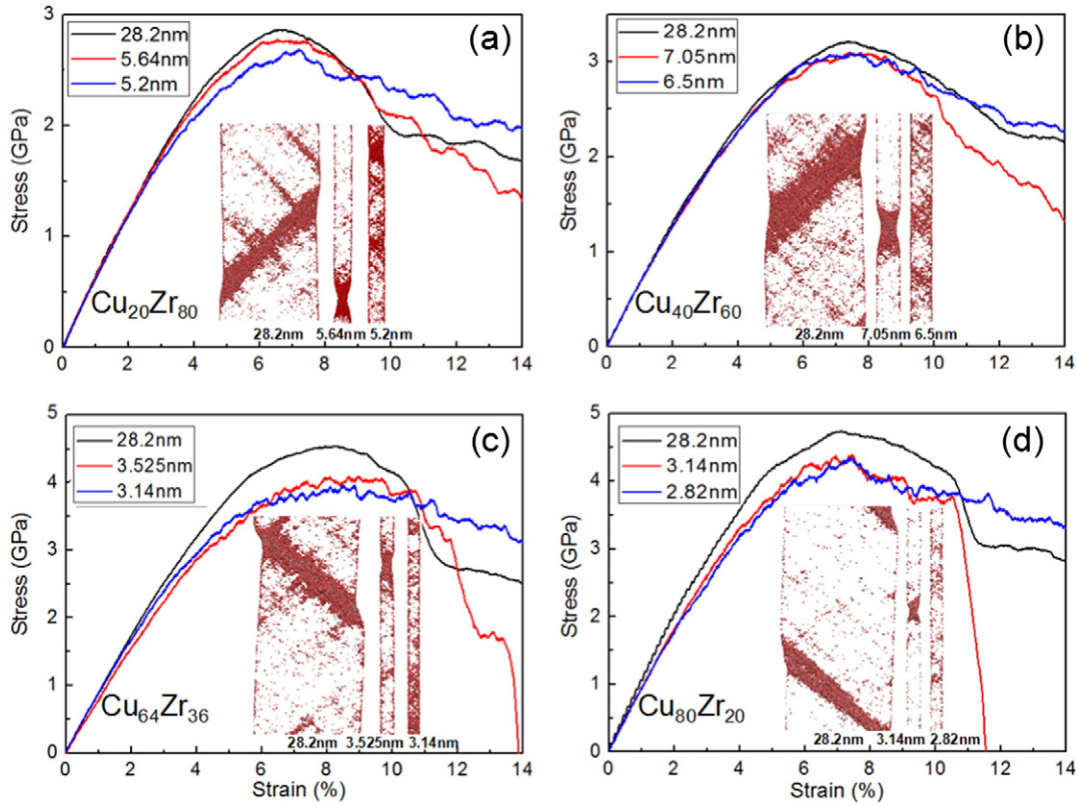 (a)
28.2nm
5.64nm
5.2nm
Stress (GPa)
3
2
1
0
Cu20Zr80
28.2nm 5.64nm 5.2nm
0 2 4 6 8 10 12 14
(b)
28.2nm
7.05nm
6.5nm
Stress (GPa)
3
2
1
0
Cu40Zr60
28.2nm 7.05nm 6.5nm
0 2 4 6 8 10 12 14
(c)
28.2nm
3.525nm
3.14nm
Stress (GPa)
5
4
3
2
1
0
Cu64Zr36
28.2nm 3.525nm 3.14nm
0 2 4 6 8 10 12 14
Strain (%)
(d)
28.2nm
3.14nm
2.82nm
Stress (GPa)
5
4
3
2
1
0
Cu80Zr20
28.2nm 3.14nm 2.82nm
0 2 4 6 8 10 12 14
Strain (%)